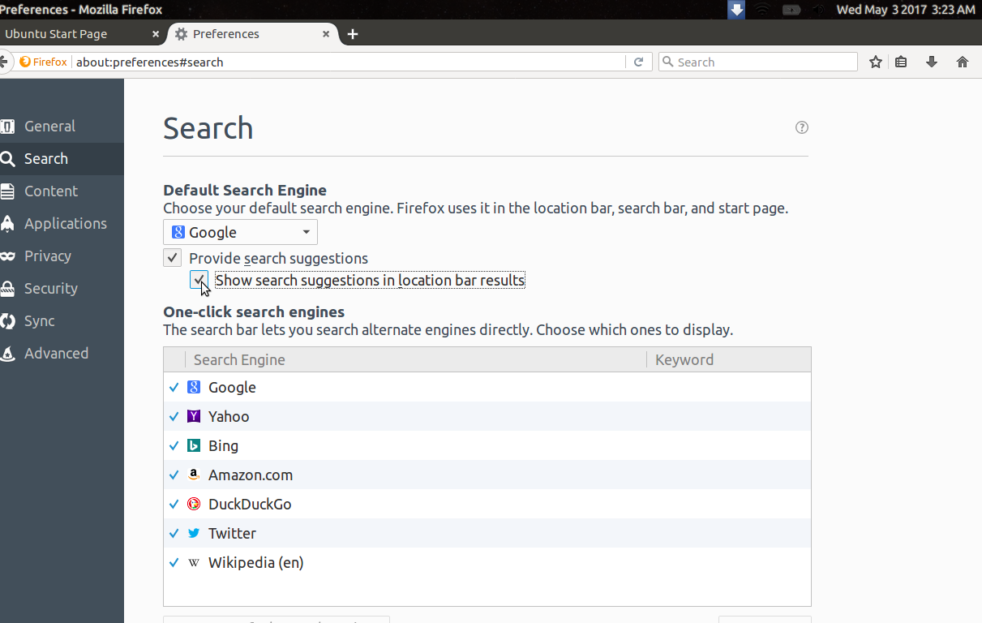 Preferences - Mozilla Firefox
Wed May 3 2017 3:23 AM
Ubuntu Start Page
Preferences
Firefox
about:preferences#search
Search
General
Search
Content
Applications
Privacy
Security
Sync
Advanced
Search
Default Search Engine
Choose your default search engine. Firefox uses it in the location bar, search bar, and start page.
Google
Provide search suggestions
Show search suggestions in location bar results
One-click search engines
The search bar lets you search alternate engines directly. Choose which ones to display.
Search Engine Keyword
Google
Yahoo
Bing
Amazon.com
DuckDuckGo
Twitter
Wikipedia (en)